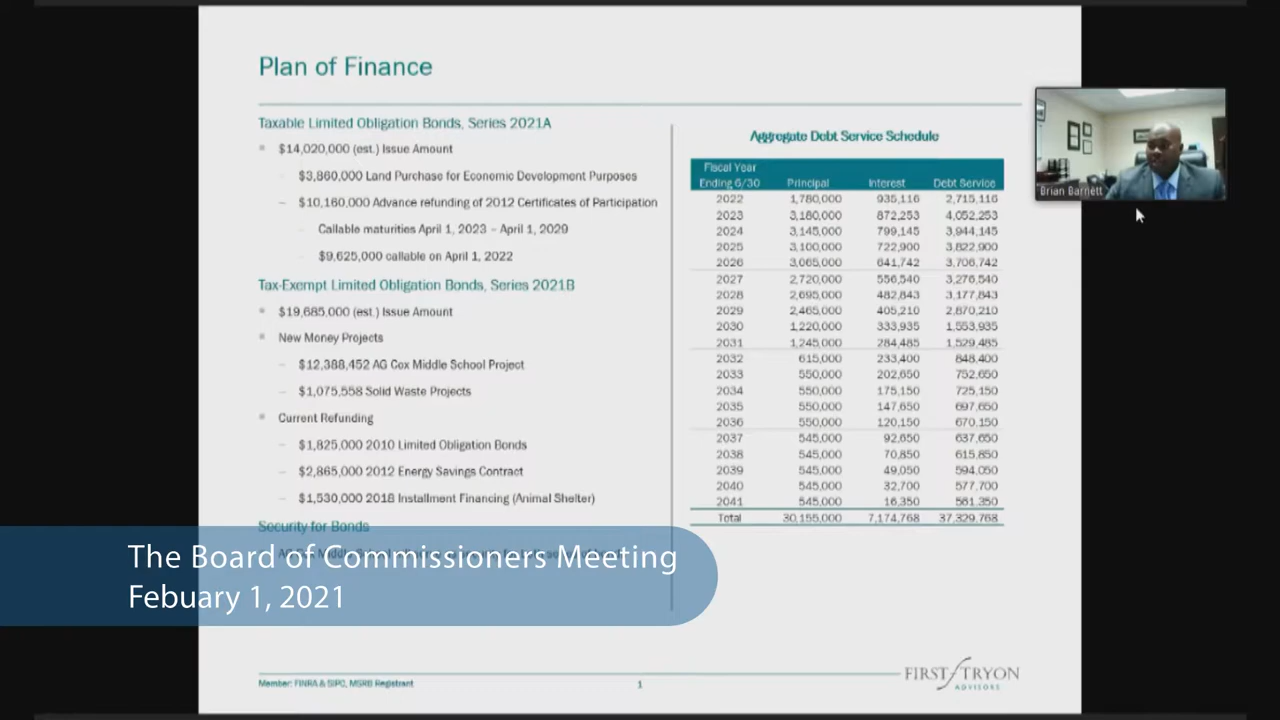 Plan of Finance
Taxable Limited Obligation Bonds, Series 2021A
$14,020,000 (est.) Issue Amount
$3,860,000 Land Purchase for Economic Development Purposes
– $10,160,000 Advance refunding of 2012 Certificates of Participation
Callable maturities April 1, 2023 – April 1, 2029
$9,625,000 callable on April 1, 2022
Tax-Exempt Limited Obligation Bonds, Series 2021B
$19,685,000 (est.) Issue Amount
New Money Projects
– $12,388,452 AG Cox Middle School Project
– $1,075,558 Solid Waste Projects
Current Refunding
– $1,825,000 2010 Limited Obligation Bonds
– $2,865,000 2012 Energy Savings Contract
– $1,530,000 2018 Installment Financing (Animal Shelter)
Security for Bonds
Aggregate Debt Service Schedule
Fiscal Year
Ending 6/30 Principal Interest Debt Service
2022 1,780,000 935,116 2,715,116
2023 3,180,000 872,253 4,052,253
2024 3,145,000 799,145 3,944,145
2025 3,100,000 722,900 3,822,900
2026 3,065,000 641,742 3,706,742
2027 2,720,000 556,540 3,276,540
2028 2,695,000 482,843 3,177,843
2029 2,465,000 405,210 2,870,210
2030 1,220,000 333,935 1,553,935
2031 1,245,000 284,485 1,529,485
2032 615,000 233,400 848,400
2033 550,000 202,650 752,650
2034 550,000 175,150 725,150
2035 550,000 147,650 697,650
2036 550,000 120,150 670,150
2037 545,000 92,650 637,650
2038 545,000 70,850 615,850
2039 545,000 49,050 594,050
2040 545,000 32,700 577,700
2041 545,000 16,350 561,350
Total 30,155,000 7,174,768 37,329,768
Brian Barnett
The Board of Commissioners Meeting
Febuary 1, 2021
Member: FINRA & SIPC, MSRB Registrant
1
FIRST TRYON
ADVISORS